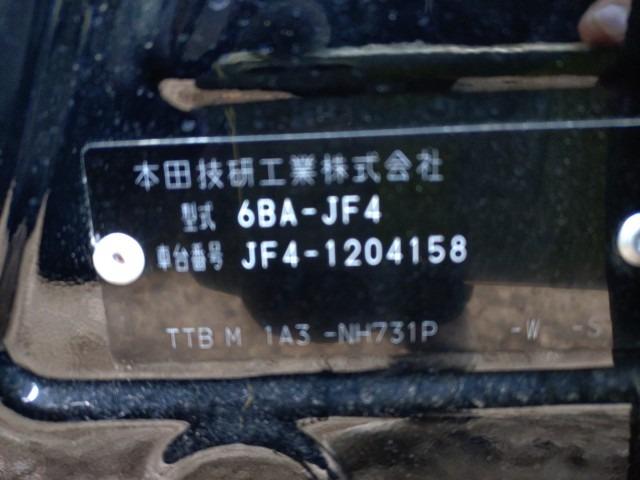 本田技研工業株式会社
型式 6BA-JF4
車台番号 JF4-1204158
TTB M 1A3 -NH731P -W -S